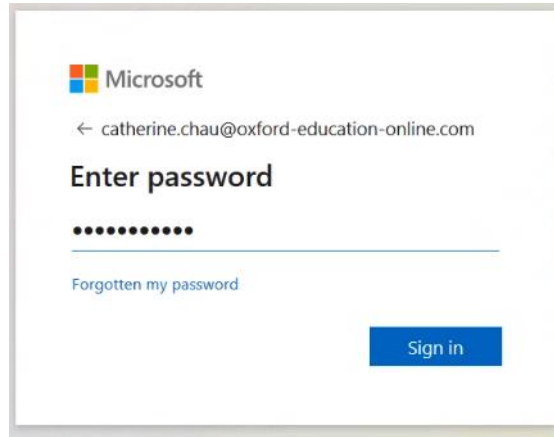 Microsoft
← catherine.chau@oxford-education-online.com
Enter password
●●●●●●●●●●●
Forgotten my password
Sign in